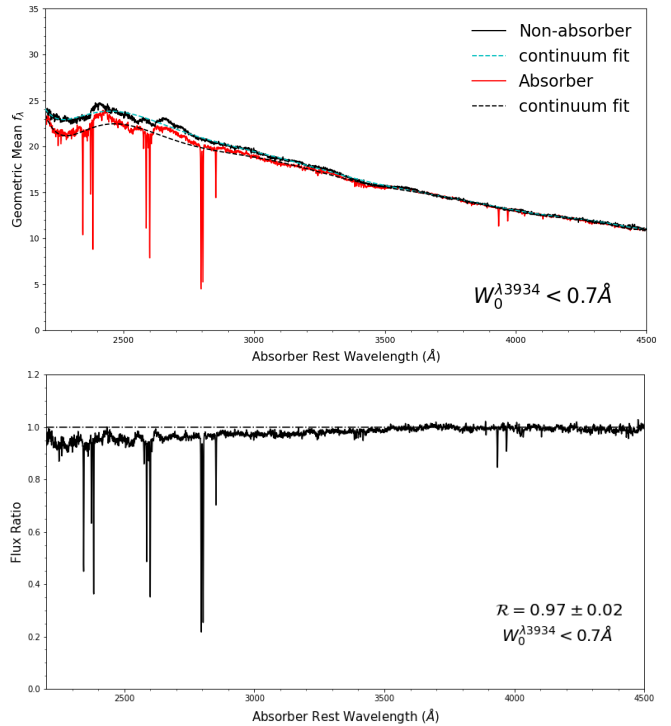 35
30
25
20
15
10
5
0
Geometric Mean fλ
Non-absorber
continuum fit
Absorber
continuum fit
W₀^λ3934 < 0.7Å
2500 3000 3500 4000 4500
Absorber Rest Wavelength (Å)
1.2
1.0
0.8
0.6
0.4
0.2
0.0
Flux Ratio
ℛ = 0.97 ± 0.02
W₀^λ3934 < 0.7Å
2500 3000 3500 4000 4500
Absorber Rest Wavelength (Å)